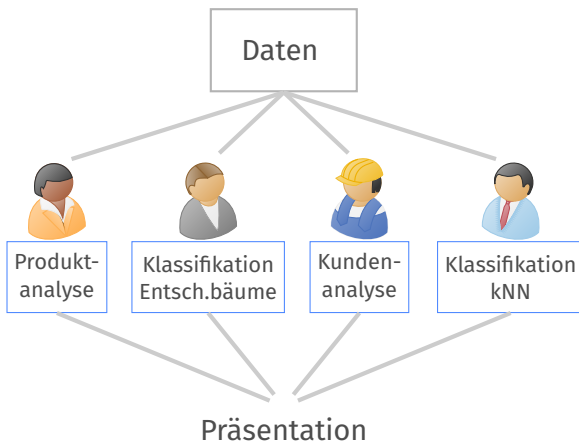 Daten
Produkt-
analyse
Klassifikation
Entsch.bäume
Kunden-
analyse
Klassifikation
kNN
Präsentation